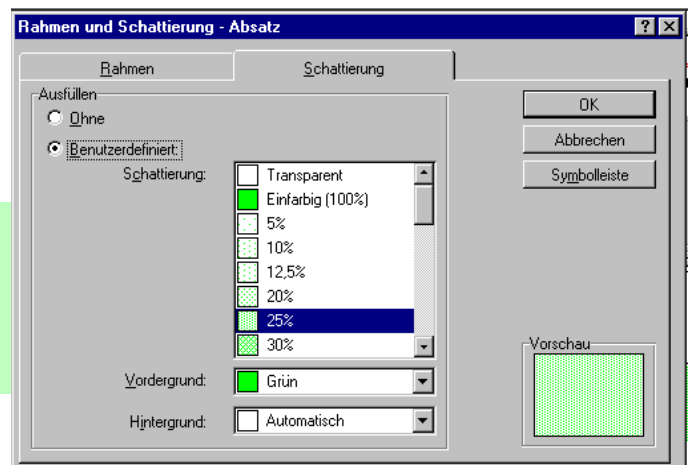 Rahmen und Schattierung - Absatz
Rahmen
Schattierung
Ausfüllen
Ohne
Benutzerdefiniert:
Schattierung:
Transparent
Einfarbig (100%)
5%
10%
12,5%
20%
25%
30%
Vordergrund:
Grün
Hintergrund:
Automatisch
OK
Abbrechen
Symbolleiste
Vorschau